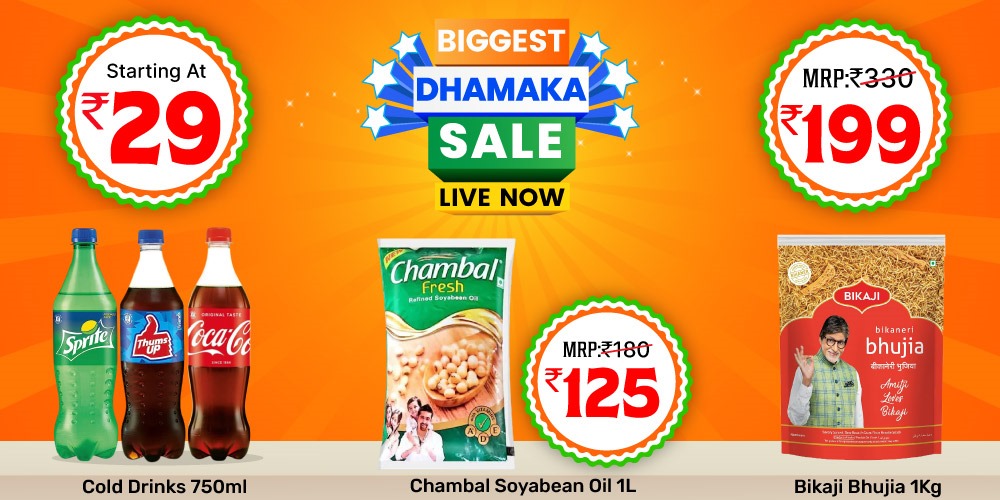 Starting At
₹29
BIGGEST
DHAMAKA
SALE
LIVE NOW
MRP:₹330
₹199
Sprite
Thums
UP
ORIGINAL TASTE
Coca-Co
Chambal
Fresh
Refined Soyabean Oil
A D E
MRP:₹180
₹125
BIKAJI
bikaneri
bhujia
बीकानेरी भुजिया
Amitji
Loves
Bikaji
Cold Drinks 750ml
Chambal Soyabean Oil 1L
Bikaji Bhujia 1Kg